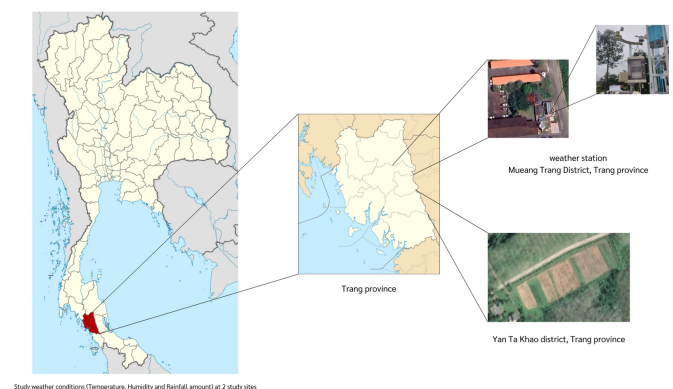 weather station
Mueang Trang District, Trang province
Trang province
Yan Ta Khao district, Trang province
Study weather conditions (Temperature, Humidity and Rainfall amount) at 2 study sites